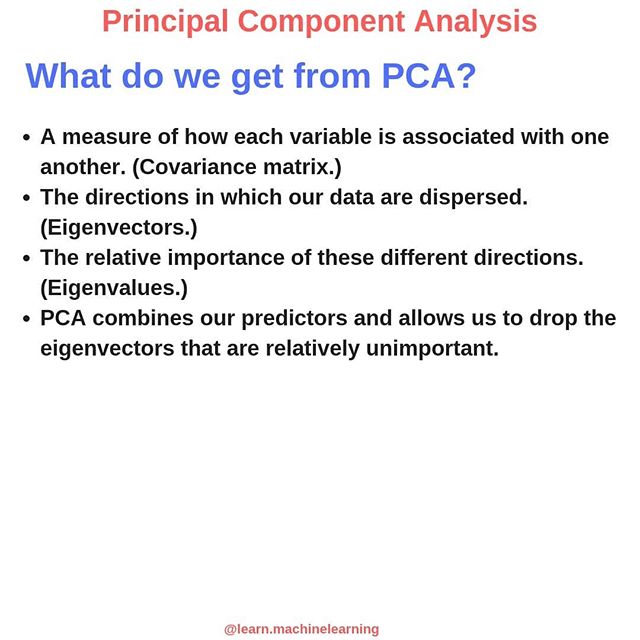 Principal Component Analysis
What do we get from PCA?
• A measure of how each variable is associated with one
another. (Covariance matrix.)
• The directions in which our data are dispersed.
(Eigenvectors.)
• The relative importance of these different directions.
(Eigenvalues.)
• PCA combines our predictors and allows us to drop the
eigenvectors that are relatively unimportant.
@learn.machinelearning